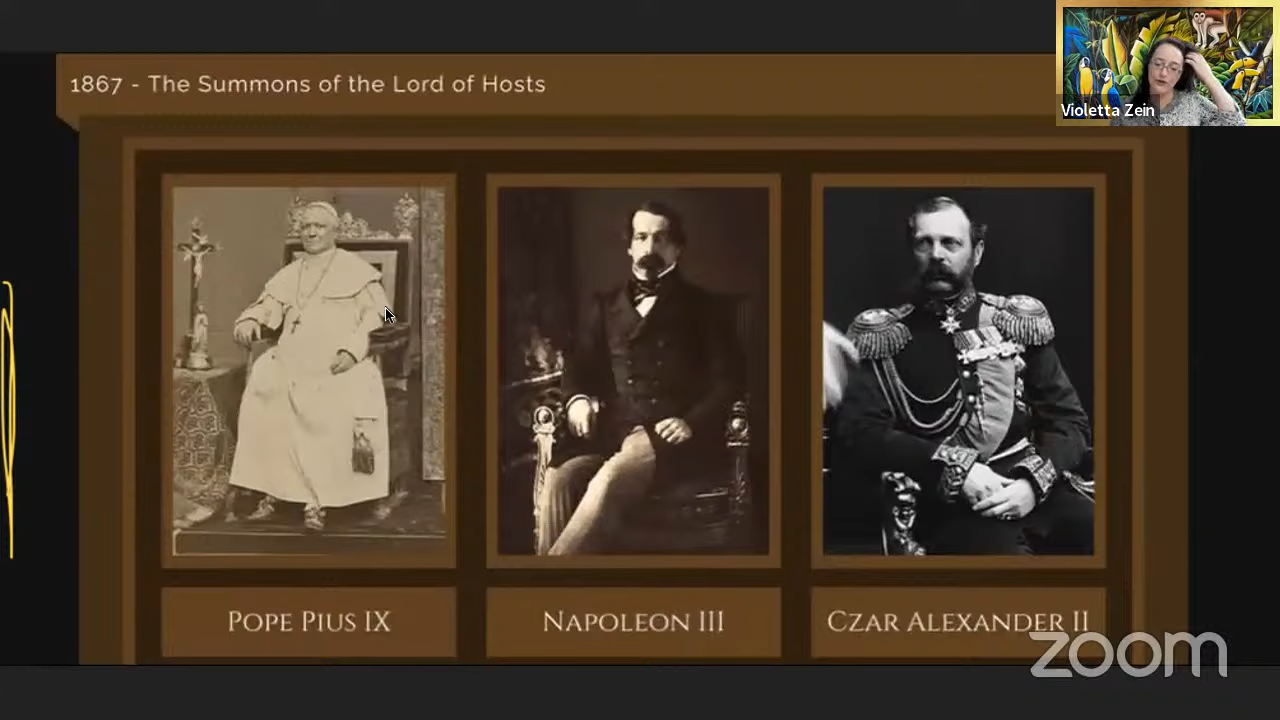 1867 - The Summons of the Lord of Hosts
Violetta Zein
Pope Pius IX
Napoleon III
Czar Alexander II
zoom